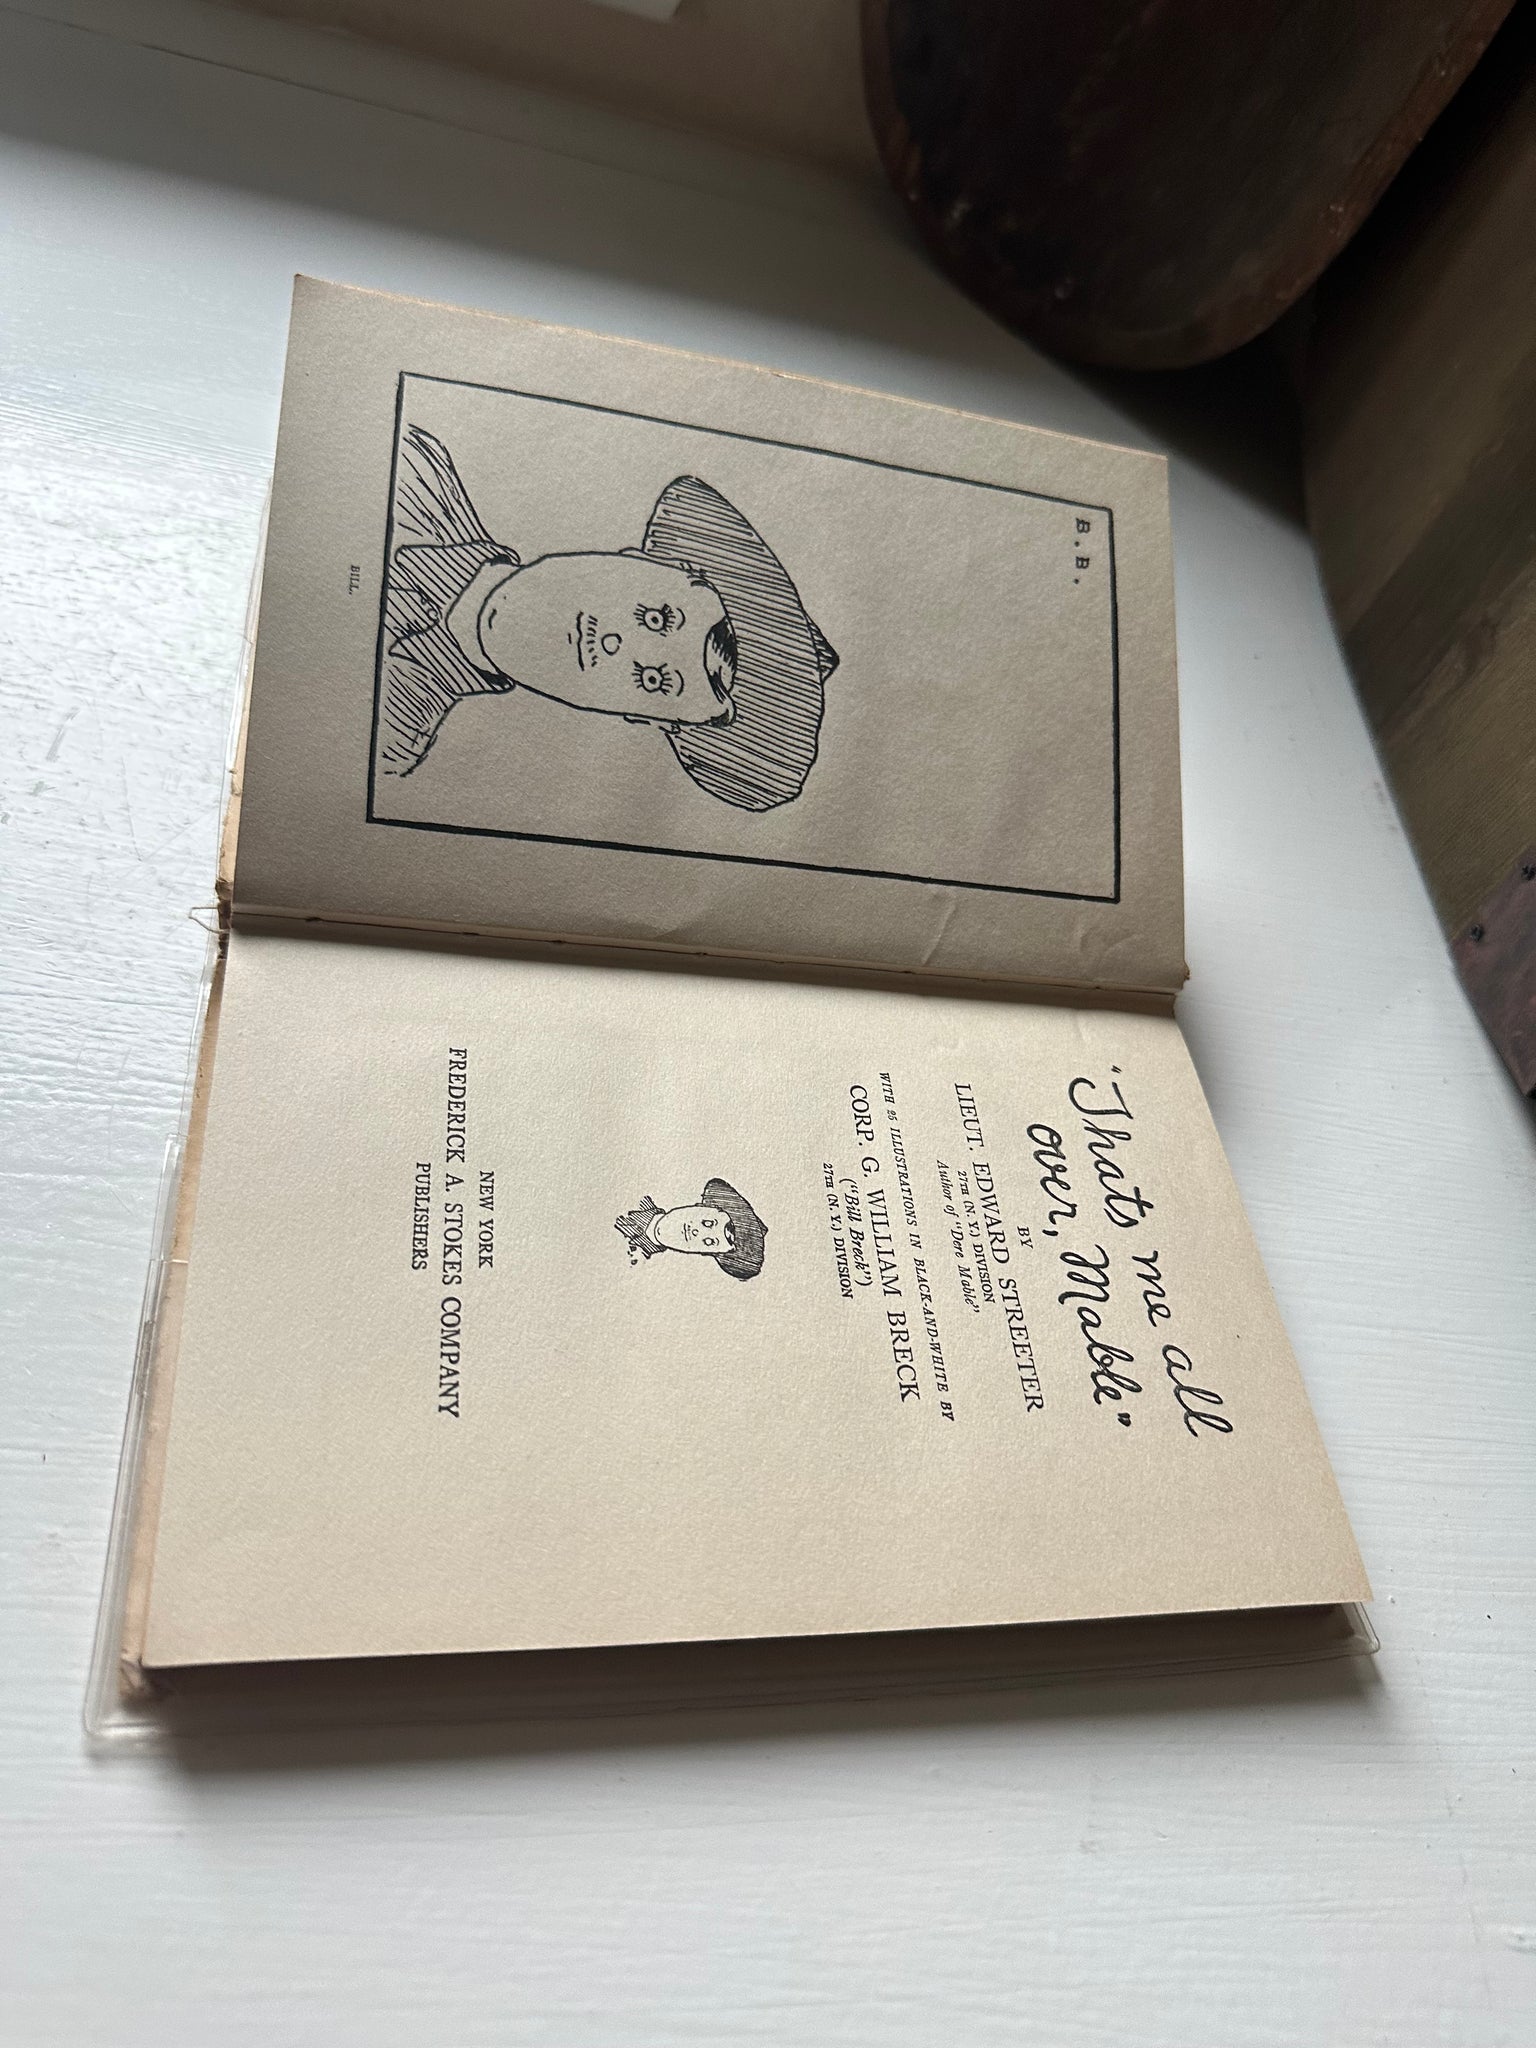 B.B.
BILL.
"Thats me all
over, Mable"
BY
LIEUT. EDWARD STREETER
27TH (N. Y.) DIVISION
Author of "Dere Mable"
WITH 25 ILLUSTRATIONS IN BLACK-AND-WHITE BY
CORP. G. WILLIAM BRECK
("Bill Breck")
27TH (N. Y.) DIVISION
NEW YORK
FREDERICK A. STOKES COMPANY
PUBLISHERS